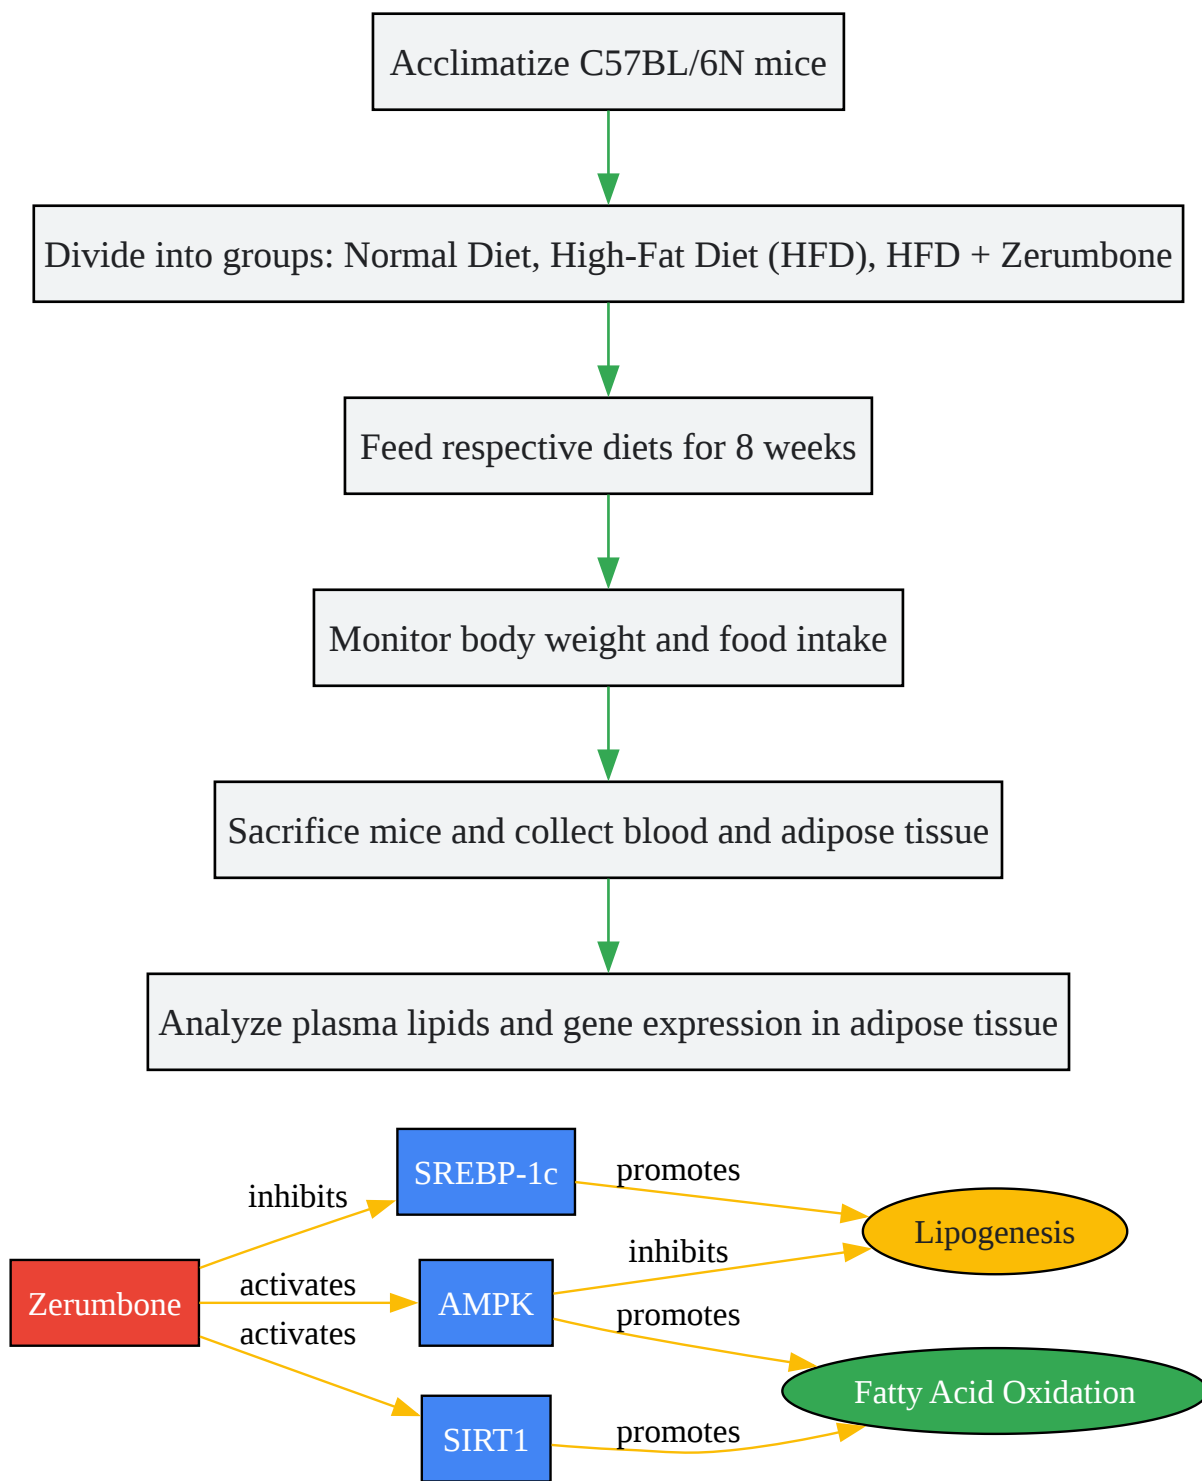 Acclimatize C57BL/6N mice
Divide into groups: Normal Diet, High-Fat Diet (HFD), HFD + Zerumbone
Feed respective diets for 8 weeks
Monitor body weight and food intake
Sacrifice mice and collect blood and adipose tissue
Analyze plasma lipids and gene expression in adipose tissue
SREBP-1c
promotes
inhibits
Lipogenesis
inhibits
activates
Zerumbone
AMPK
promotes
activates
Fatty Acid Oxidation
SIRT1
promotes